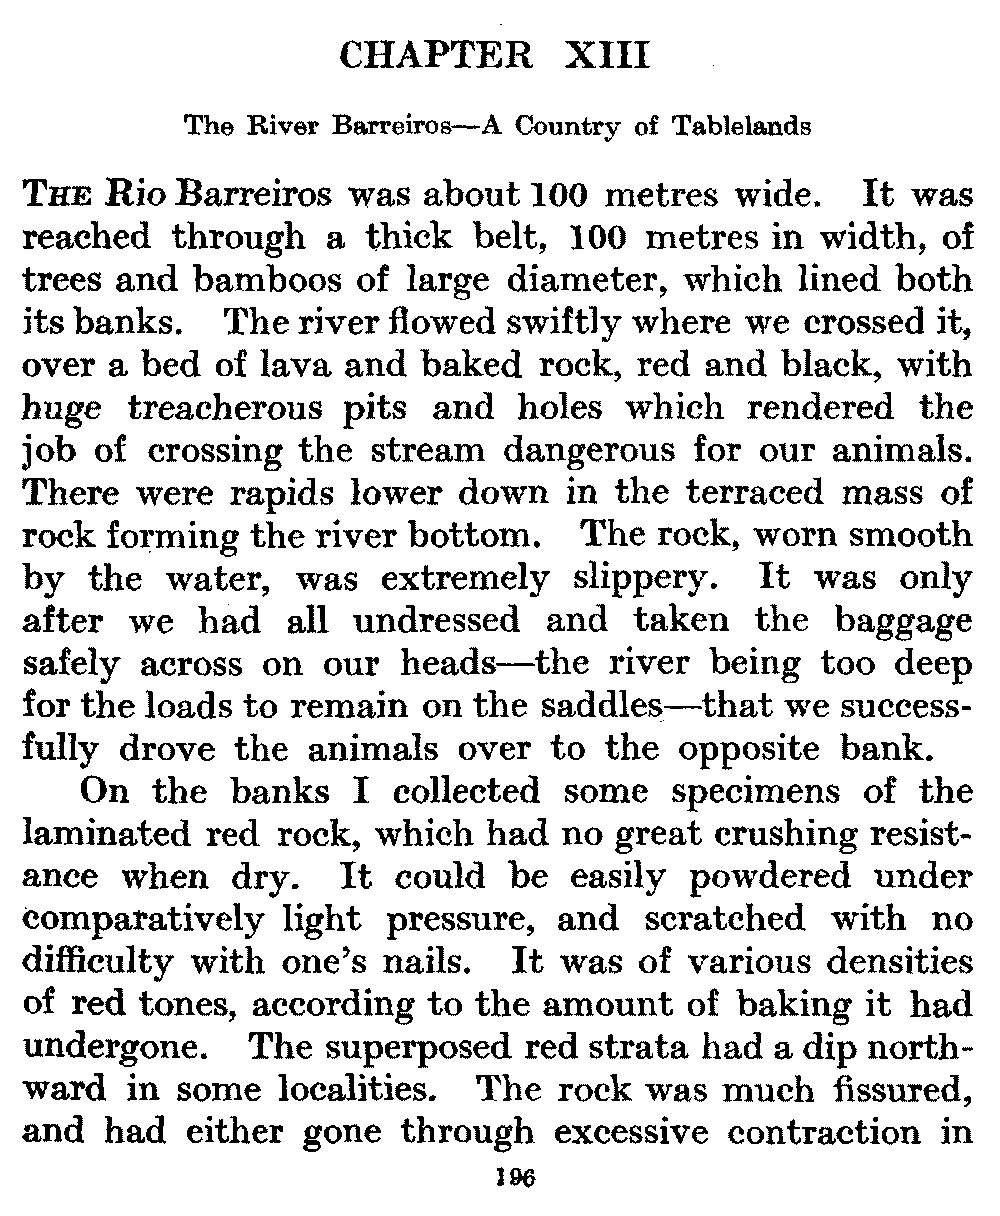 CHAPTER XIII
The River Barreiros—A Country of Tablelands
THE Rio Barreiros was about 100 metres wide. It was
reached through a thick belt, 100 metres in width, of
trees and bamboos of large diameter, which lined both
its banks. The river flowed swiftly where we crossed it,
over a bed of lava and baked rock, red and black, with
huge treacherous pits and holes which rendered the
job of crossing the stream dangerous for our animals.
There were rapids lower down in the terraced mass of
rock forming the river bottom. The rock, worn smooth
by the water, was extremely slippery. It was only
after we had all undressed and taken the baggage
safely across on our heads—the river being too deep
for the loads to remain on the saddles—that we success-
fully drove the animals over to the opposite bank.
On the banks I collected some specimens of the
laminated red rock, which had no great crushing resist-
ance when dry. It could be easily powdered under
comparatively light pressure, and scratched with no
difficulty with one's nails. It was of various densities
of red tones, according to the amount of baking it had
undergone. The superposed red strata had a dip north-
ward in some localities. The rock was much fissured,
and had either gone through excessive contraction in
196